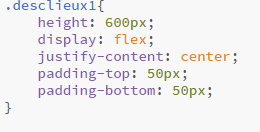 .desclieux1{
    height: 600px;
    display: flex;
    justify-content: center;
    padding-top: 50px;
    padding-bottom: 50px;
}